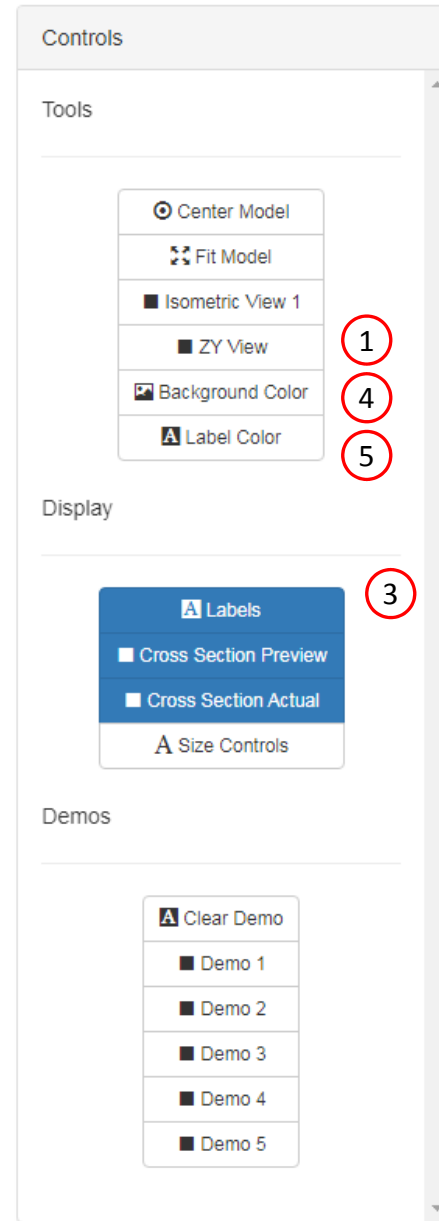 Controls
Tools
Center Model
Fit Model
Isometric View 1
ZY View
1
Background Color
4
A Label Color
5
Display
3
A Labels
Cross Section Preview
Cross Section Actual
A Size Controls
Demos
A Clear Demo
Demo 1
Demo 2
Demo 3
Demo 4
Demo 5